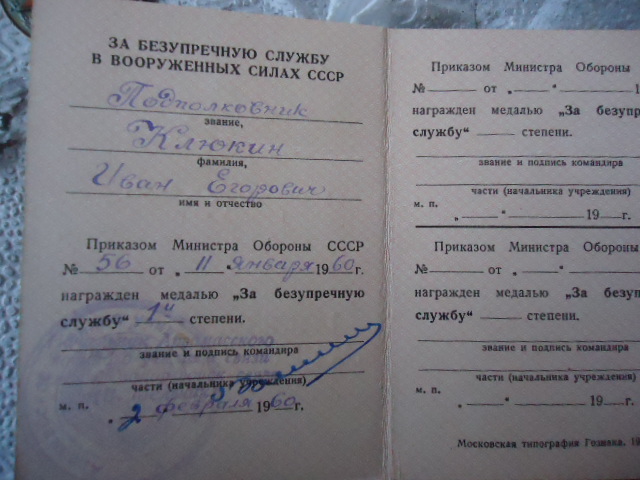 ЗА БЕЗУПРЕЧНУЮ СЛУЖБУ
В ВООРУЖЕННЫХ СИЛАХ СССР
Подполковник
звание,
Клюкин
фамилия,
Иван Егорович
имя и отчество
Приказом Министра Обороны СССР
№ 56 от „ 11 “ января 1960 г.
награжден медалью „За безупречную
службу“ 1й степени.
звание и подпись командира
части (начальника учреждения)
м. п.
„ 2 февраля 1960 г.
Приказом Министра Обороны
№ от „ “ 1
награжден медалью „За безупр
службу“ степени.
звание и подпись командира
части (начальника учреждения)
м. п.
„ “ 19 г.
Приказом Министра Обороны
№ от „ “
награжден медалью „За безу
службу“ степени.
звание и подпись командира
части (начальника учреждения)
м. п.
„ “ 19 г.
Московская типография Гознака. 19